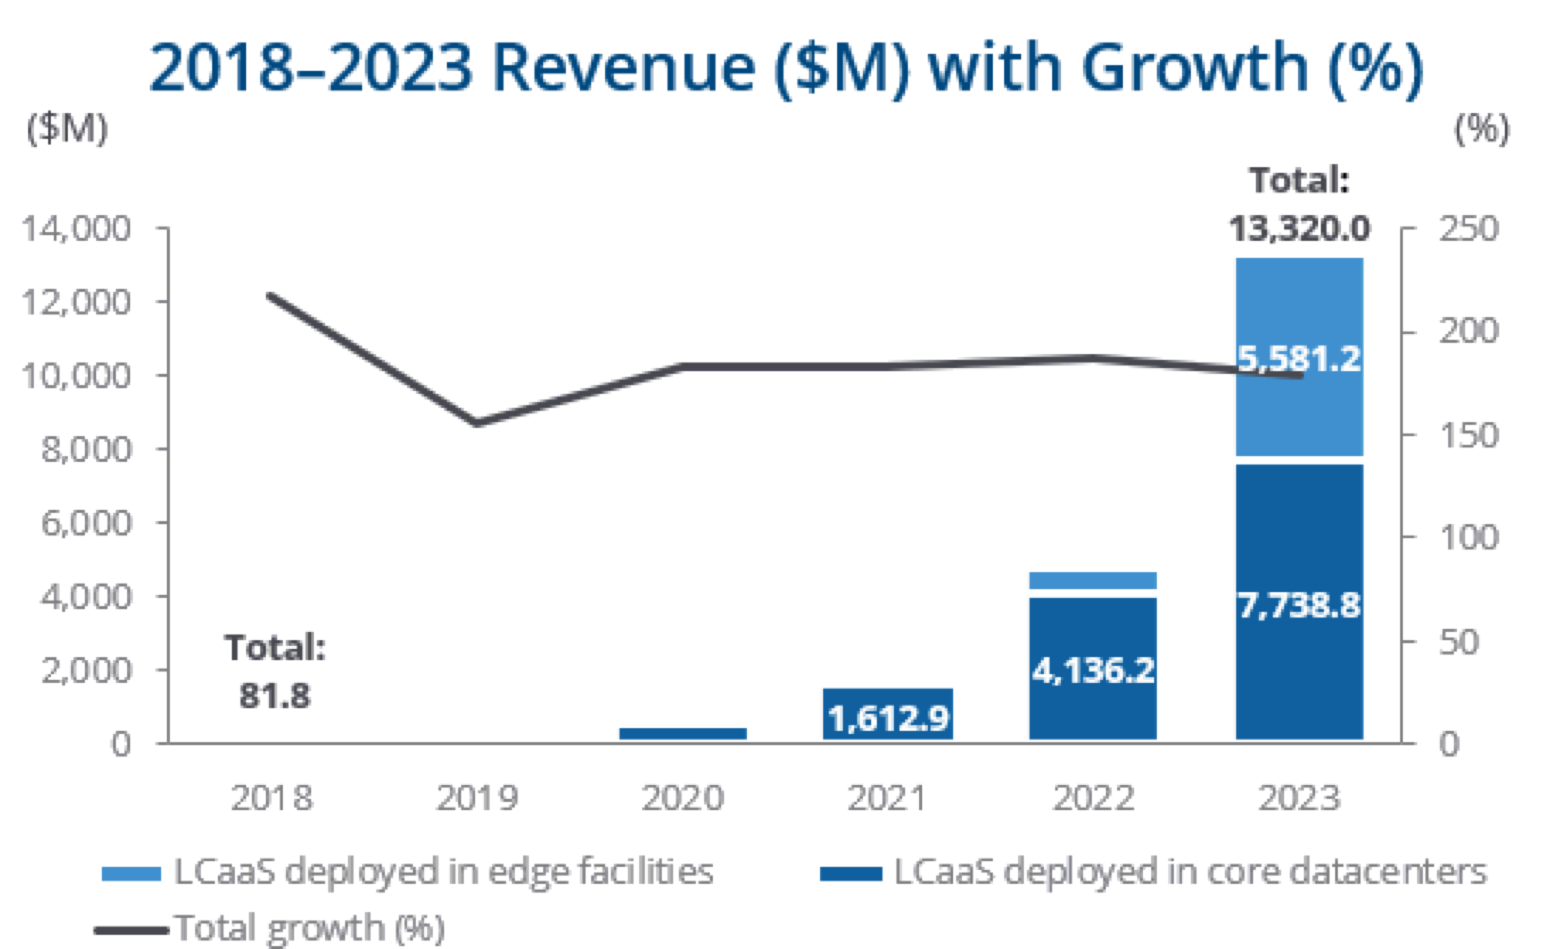 2018–2023 Revenue ($M) with Growth (%)
($M)
(%)
Total:
13,320.0
14,000
250
12,000
200
5,581.2
10,000
150
8,000
6,000
100
7,738.8
4,000
50
Total:
81.8
4,136.2
2,000
1,612.9
0
0
2018 2019 2020 2021 2022 2023
LCaaS deployed in edge facilities
LCaaS deployed in core datacenters
Total growth (%)